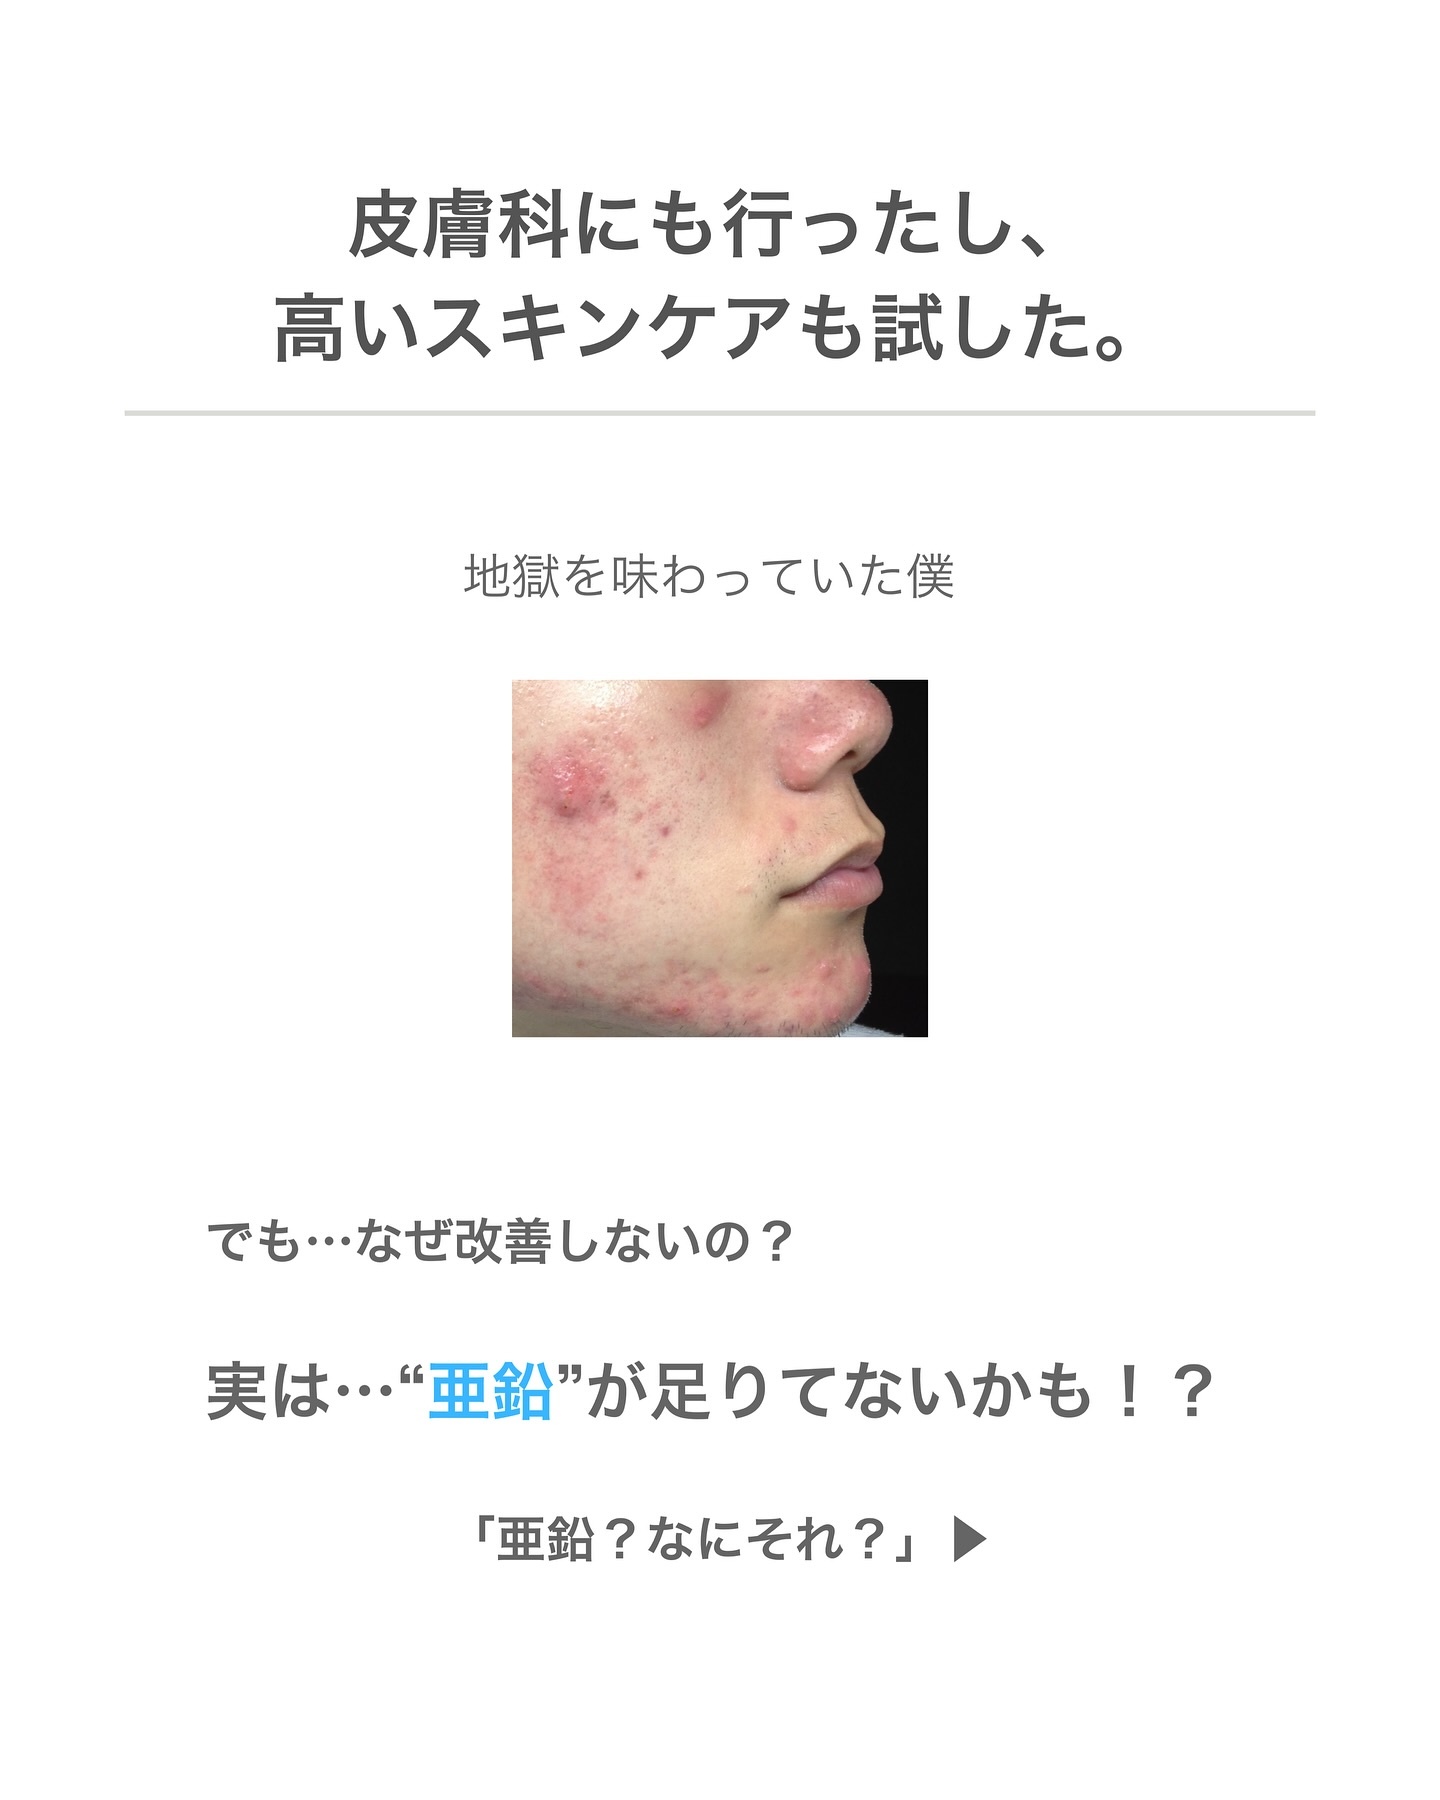 皮膚科にも行ったし、
高いスキンケアも試した。
地獄を味わっていた僕
でも…なぜ改善しないの？
実は…“亜鉛”が足りてないかも！？
「亜鉛？なにそれ？」▶